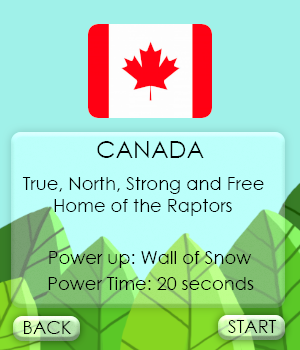 CANADA
True, North, Strong and Free
Home of the Raptors
Power up: Wall of Snow
Power Time: 20 seconds
BACK
START